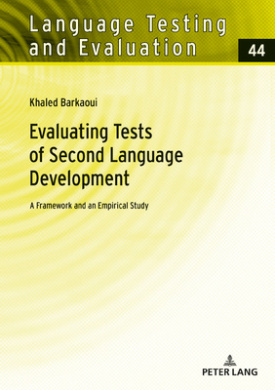 Language Testing
and Evaluation
44
Khaled Barkaoui
Evaluating Tests
of Second Language
Development
A Framework and an Empirical Study
PETER LANG